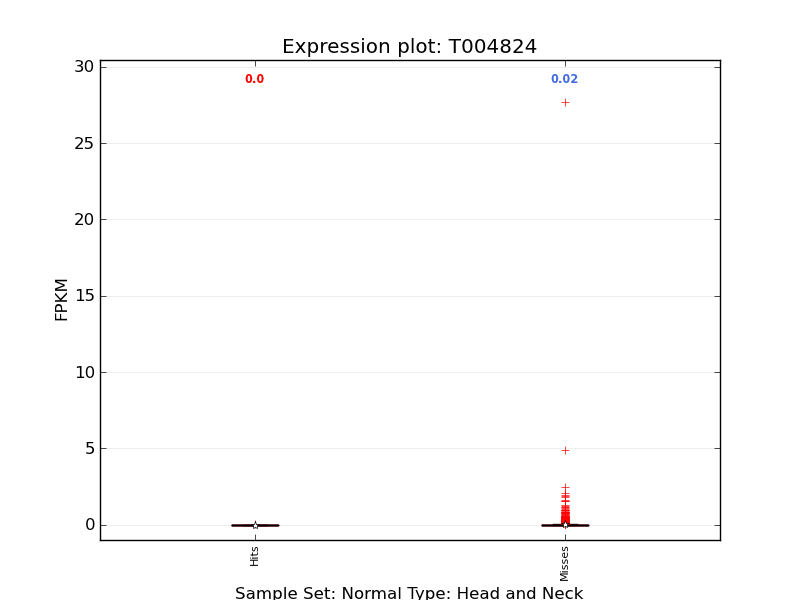 Expression plot: T004824
30
0.0
0.02
25
20
15
FPKM
10
5
0
Hits
Misses
Sample Set: Normal Type: Head and Neck